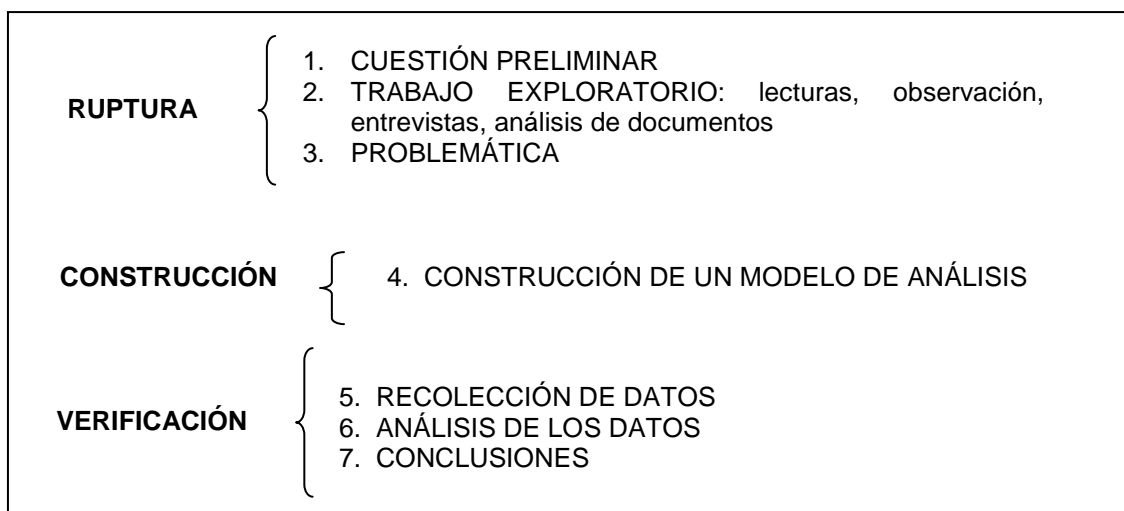 RUPTURA
1. CUESTIÓN PRELIMINAR
2. TRABAJO EXPLORATORIO: lecturas, observación,
entrevistas, análisis de documentos
3. PROBLEMÁTICA
CONSTRUCCIÓN
4. CONSTRUCCIÓN DE UN MODELO DE ANÁLISIS
VERIFICACIÓN
5. RECOLECCIÓN DE DATOS
6. ANÁLISIS DE LOS DATOS
7. CONCLUSIONES